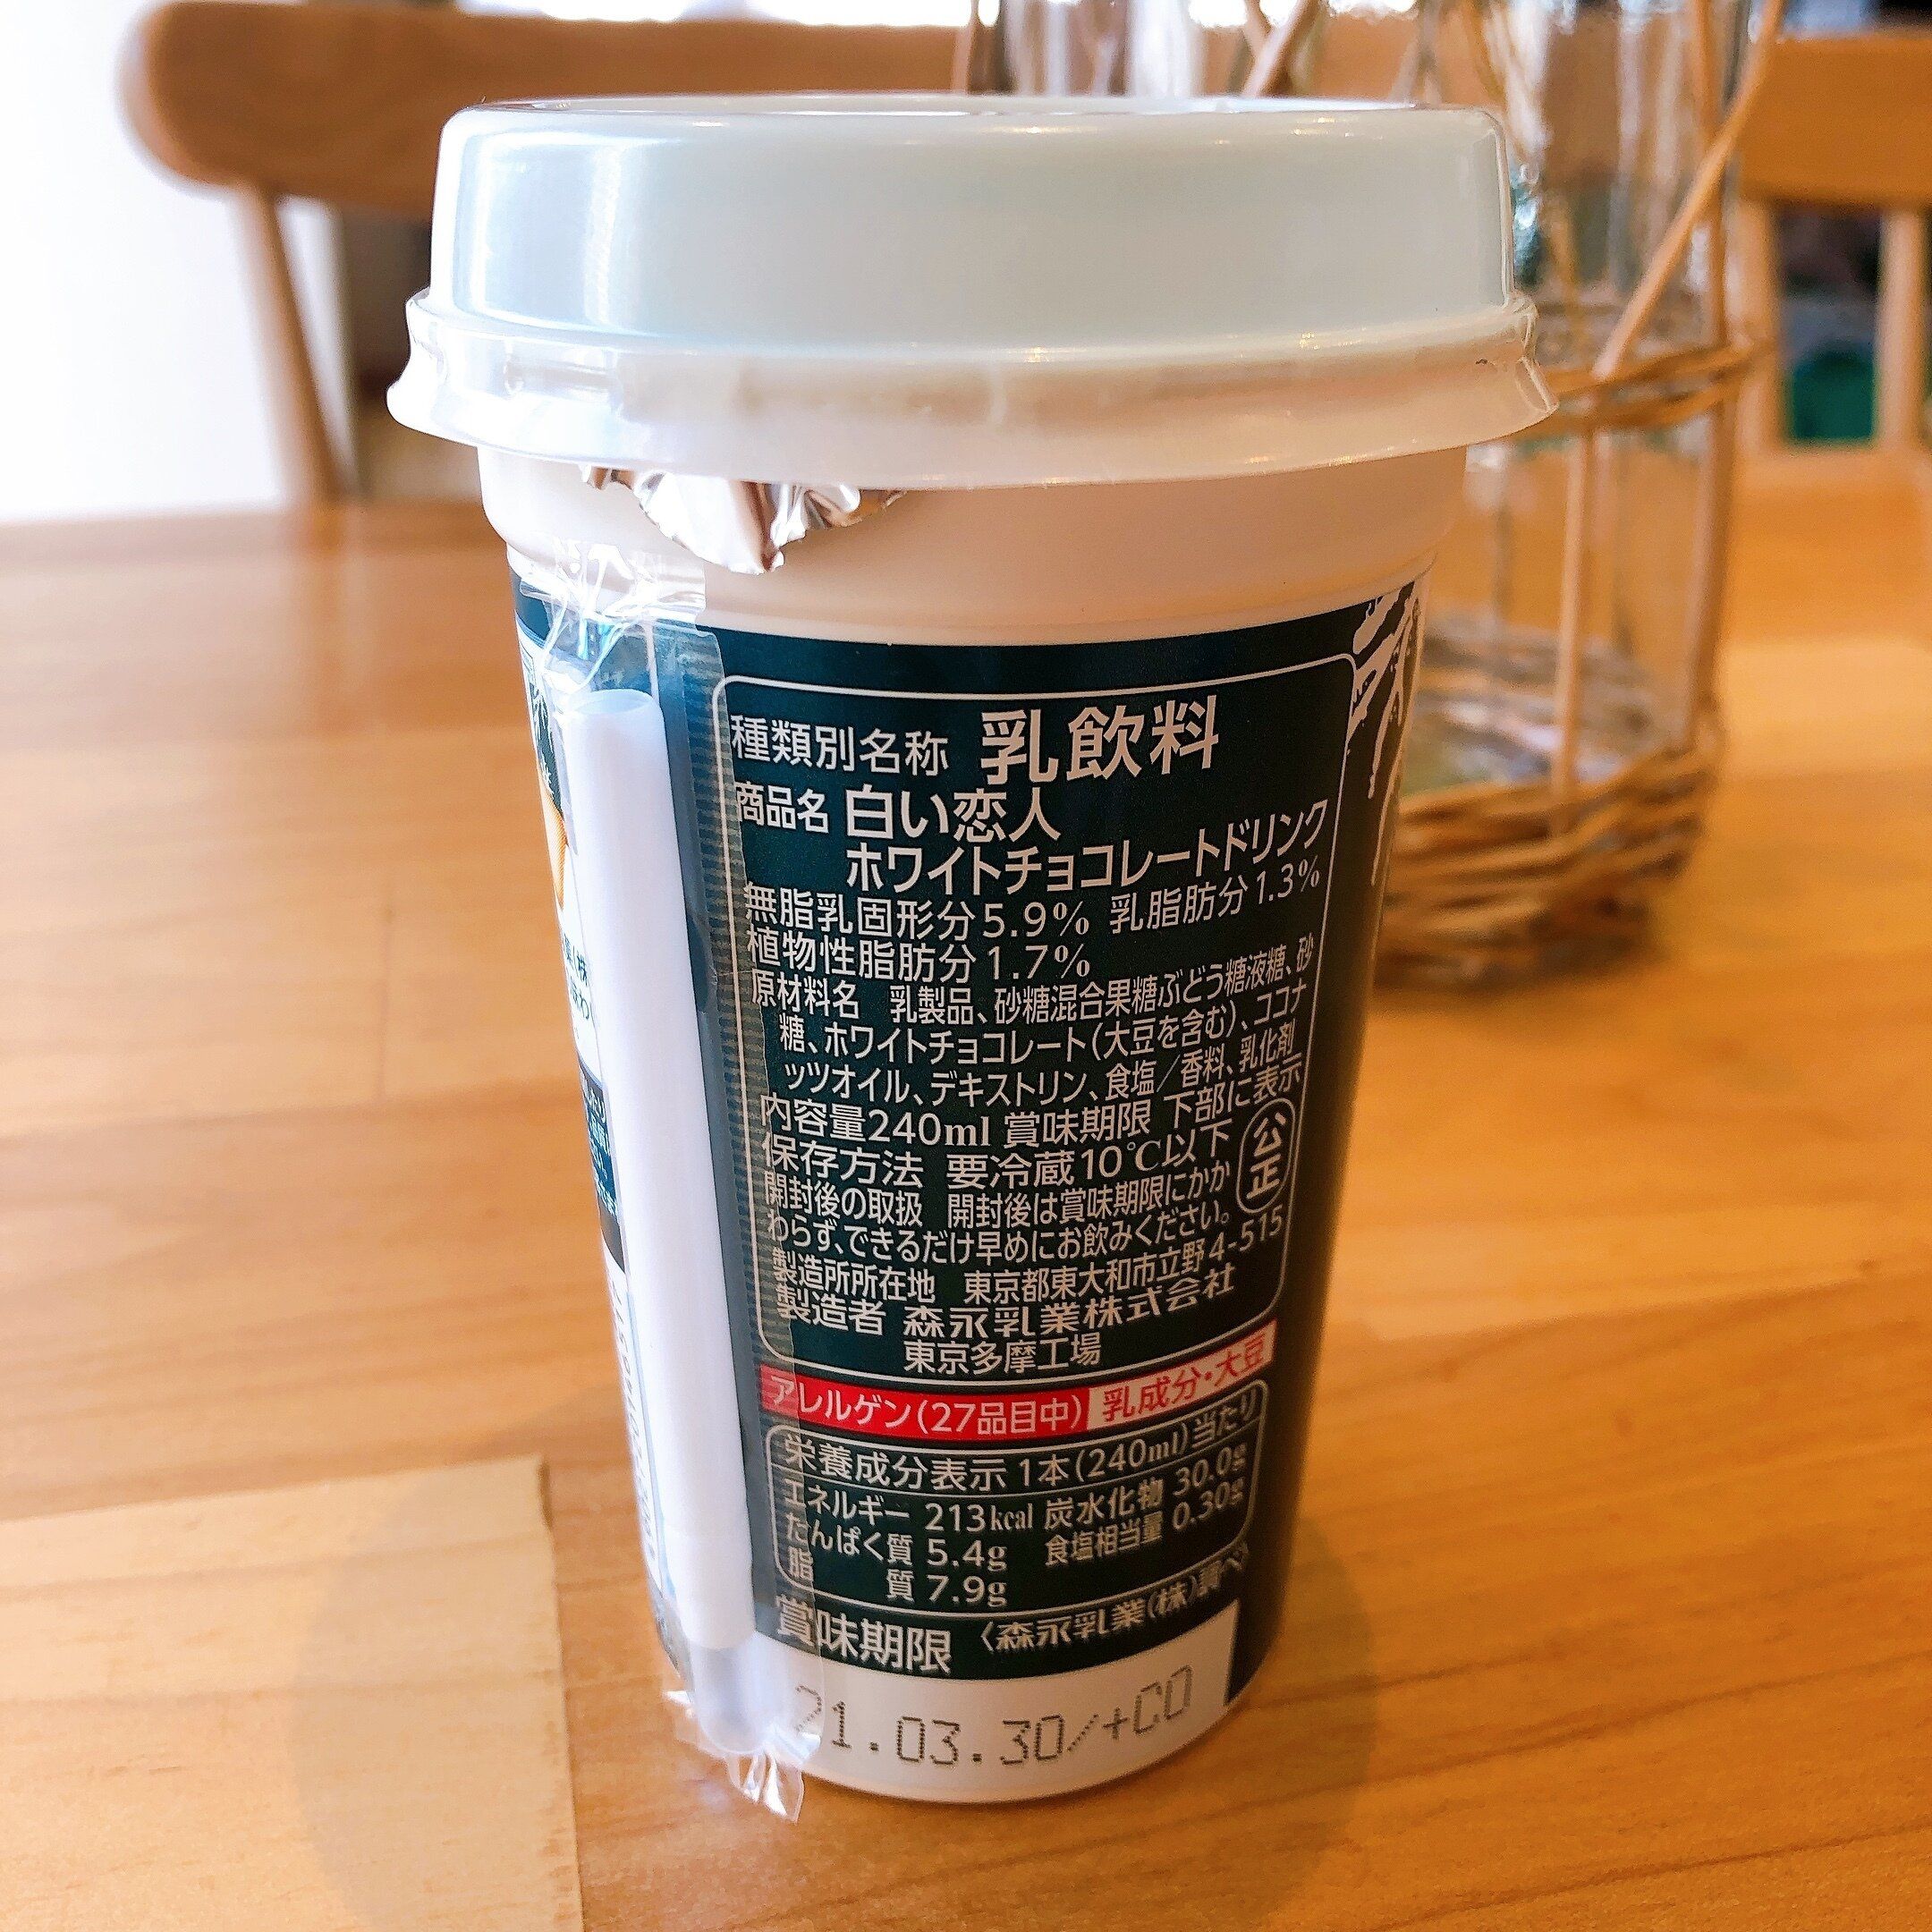 種類別名称 乳飲料
商品名 白い恋人
ホワイトチョコレートドリンク
無脂乳固形分5.9% 乳脂肪分1.3%
植物性脂肪分1.7%
原材料名 乳製品、砂糖混合果糖ぶどう糖液糖、砂
糖、ホワイトチョコレート(大豆を含む)、ココナ
ッツオイル、デキストリン、食塩/香料、乳化剤
内容量240ml 賞味期限 下部に表示
保存方法 要冷蔵10℃以下
公正
開封後の取扱 開封後は賞味期限にかか
わらず、できるだけ早めにお飲みください。
製造所所在地 東京都東大和市立野4-515
製造者 森永乳業株式会社
東京多摩工場
アレルゲン(27品目中) 乳成分・大豆
栄養成分表示 1本(240ml)当たり
エネルギー 213kcal 炭水化物 30.0g
たんぱく質 5.4g 食塩相当量 0.30g
脂質 7.9g
賞味期限 〈森永乳業(株)調べ〉
21.03.30/+CO